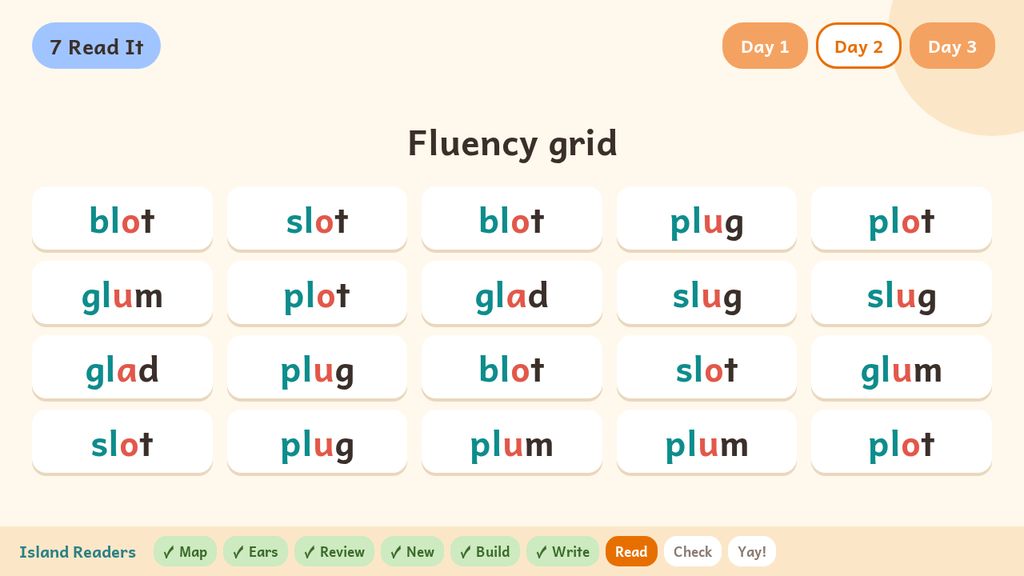 7 Read It
Day 1 Day 2 Day 3
Fluency grid
blot slot blot plug plot
glum plot glad slug slug
glad plug blot slot glum
slot plug plum plum plot
Island Readers ✓ Map ✓ Ears ✓ Review ✓ New ✓ Build ✓ Write Read Check Yay!